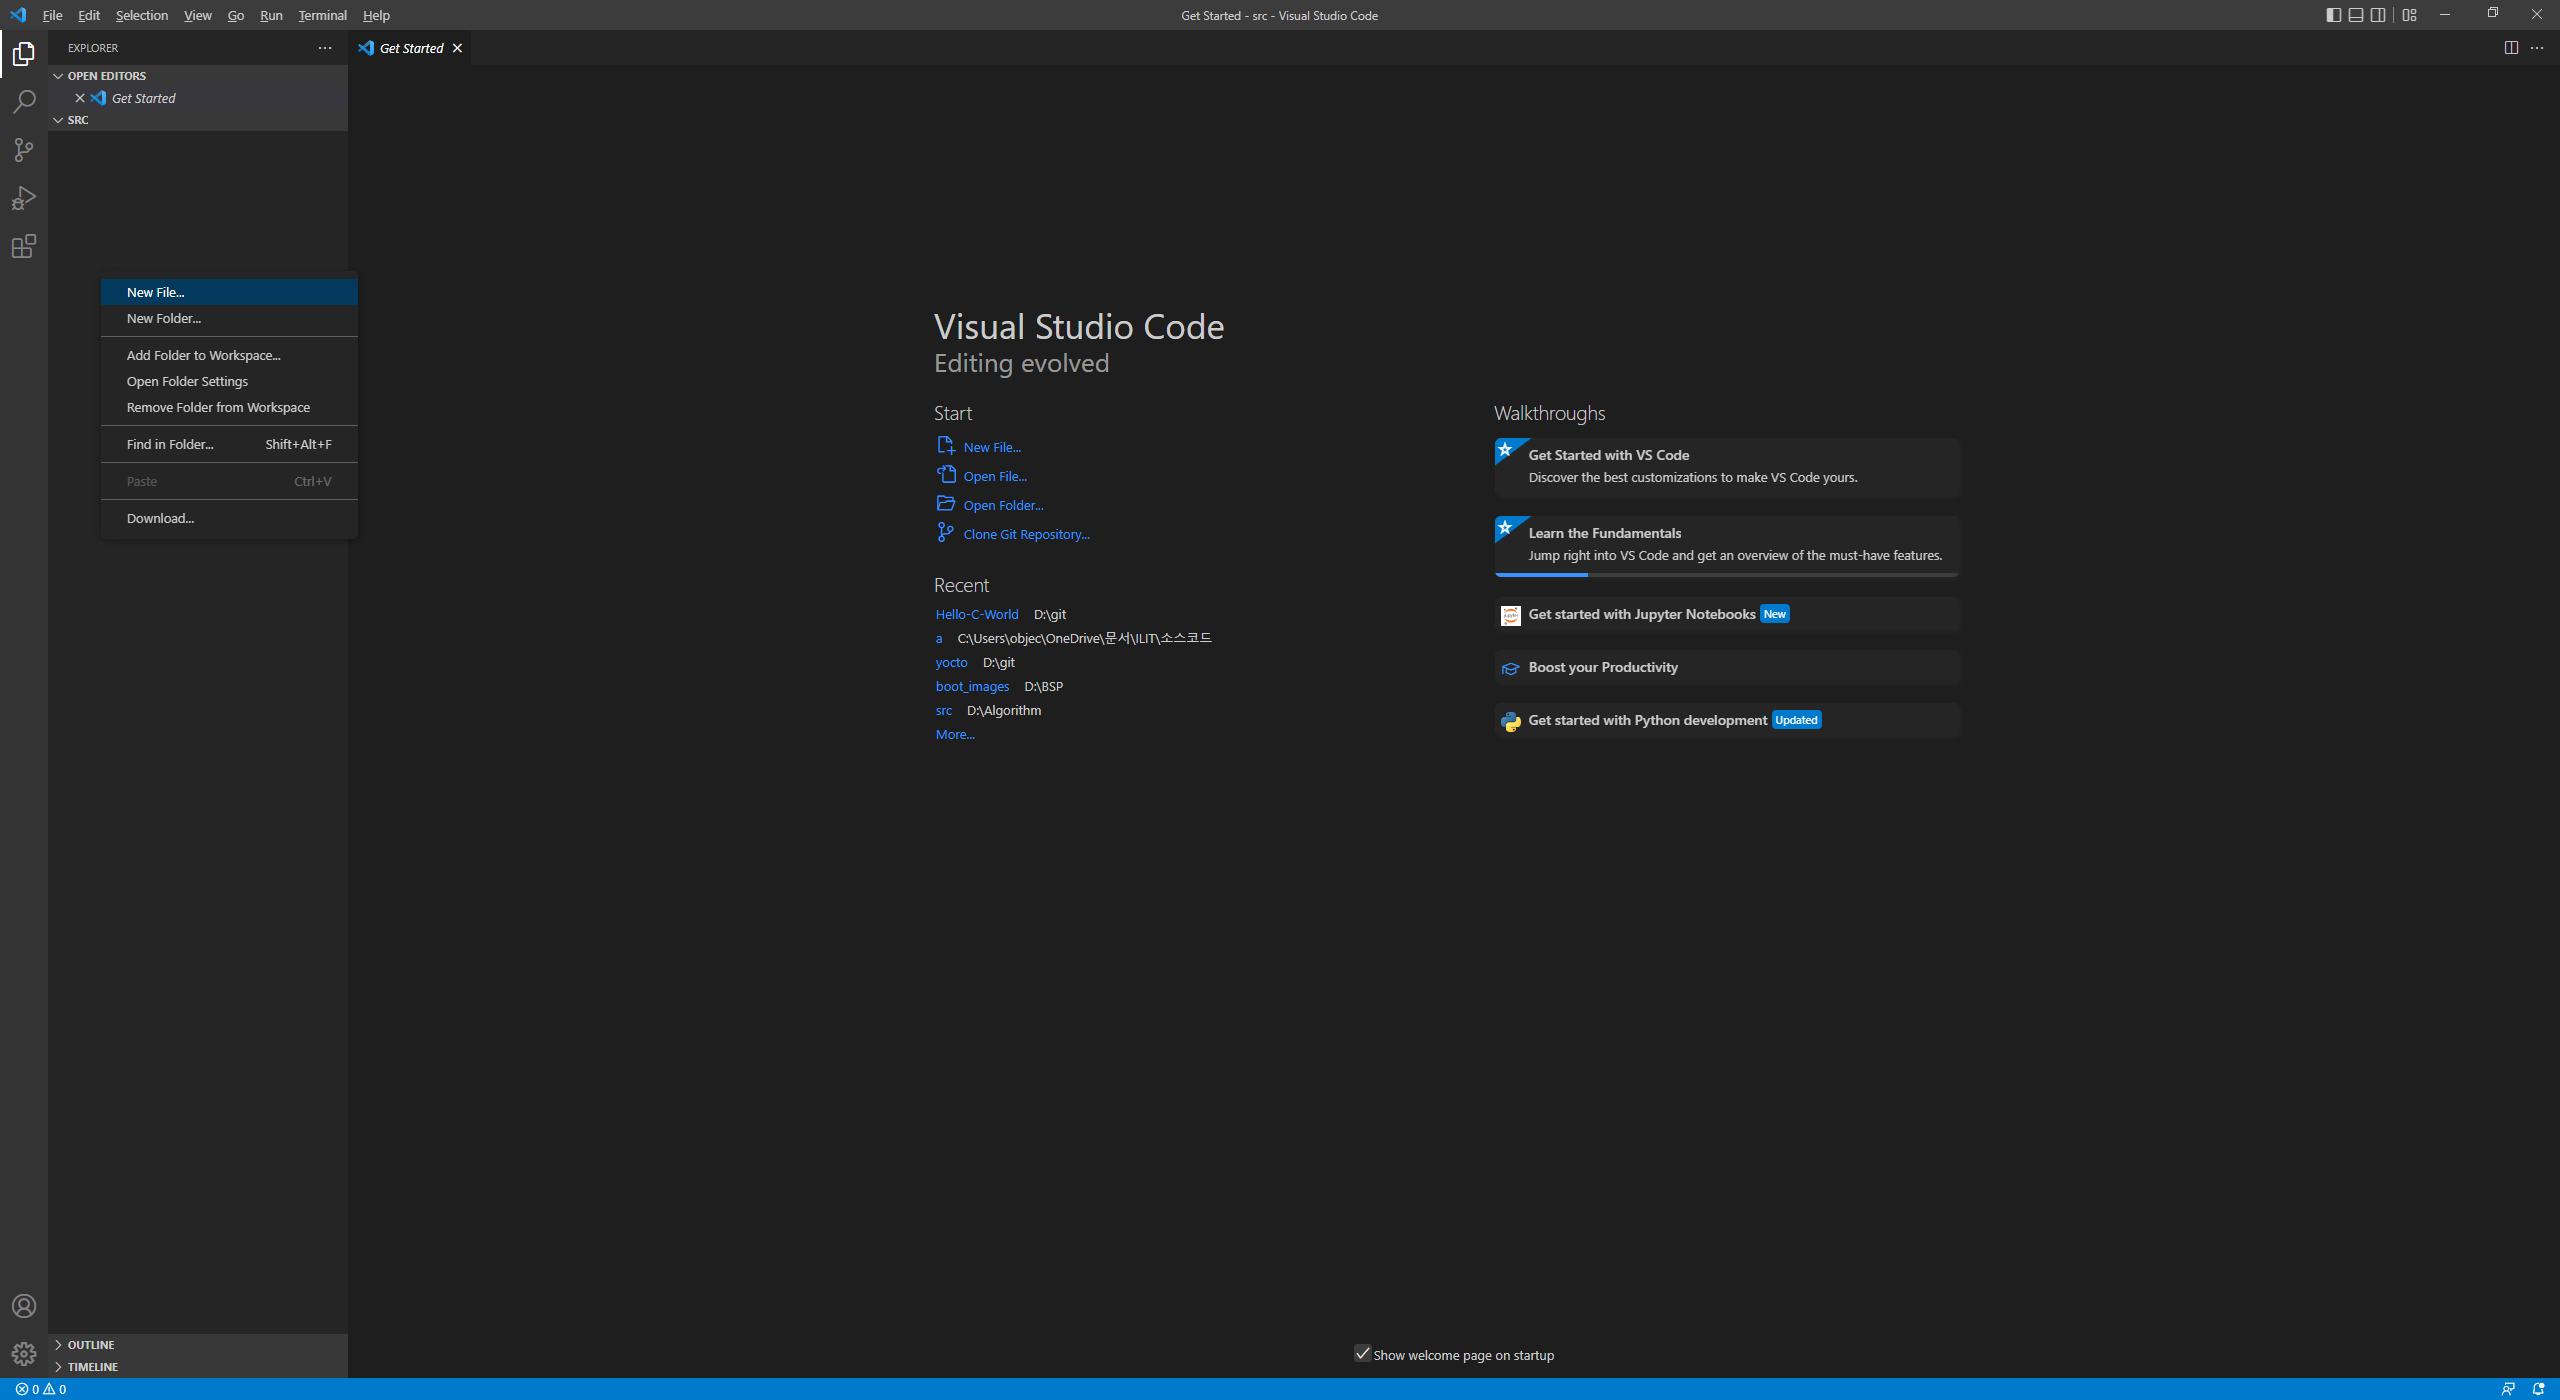 File Edit Selection View Go Run Terminal Help
Get Started - src - Visual Studio Code
EXPLORER
Get Started
OPEN EDITORS
Get Started
SRC
New File...
New Folder...
Add Folder to Workspace...
Open Folder Settings
Remove Folder from Workspace
Find in Folder... Shift+Alt+F
Paste Ctrl+V
Download...
Visual Studio Code
Editing evolved
Start
New File...
Open File...
Open Folder...
Clone Git Repository...
Recent
Hello-C-World D:\git
a C:\Users\objec\OneDrive\문서\ILIT\소스코드
yocto D:\git
boot_images D:\BSP
src D:\Algorithm
More...
Walkthroughs
Get Started with VS Code
Discover the best customizations to make VS Code yours.
Learn the Fundamentals
Jump right into VS Code and get an overview of the must-have features.
Get started with Jupyter Notebooks New
Boost your Productivity
Get started with Python development Updated
Show welcome page on startup
OUTLINE
TIMELINE
0 0